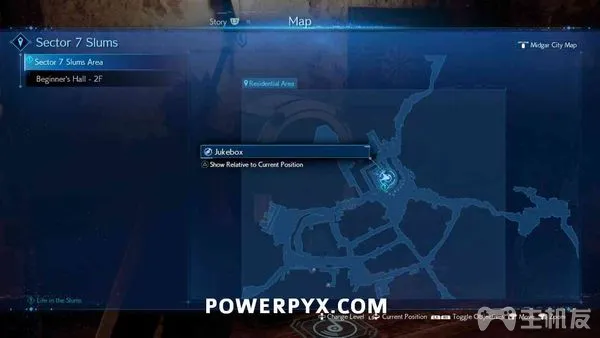 Story
Map
Sector 7 Slums
Midgar City Map
Sector 7 Slums Area
Beginner's Hall - 2F
Residential Area
Jukebox
Show Relative to Current Position
Life in the Slums
POWERPYX.COM
Change Level
Current Position
Toggle Objectives
Move
Zoom
主机友